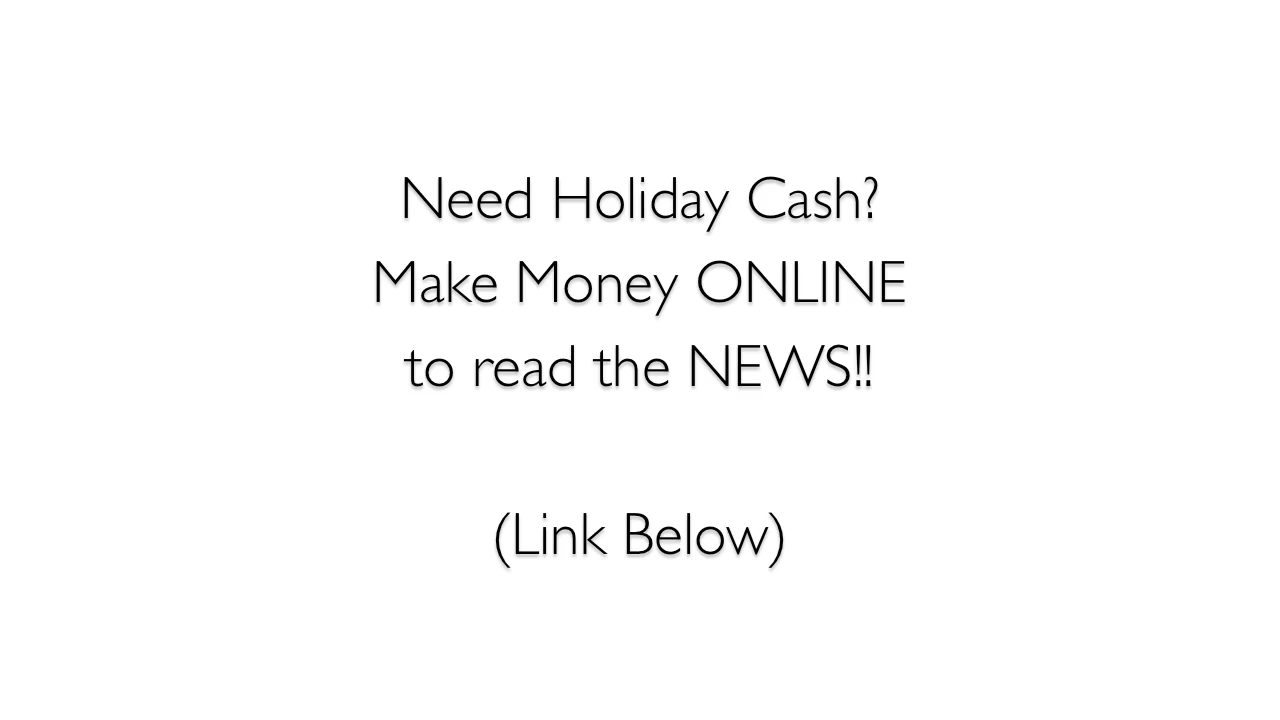 Need Holiday Cash?
Make Money ONLINE
to read the NEWS!!
(Link Below)